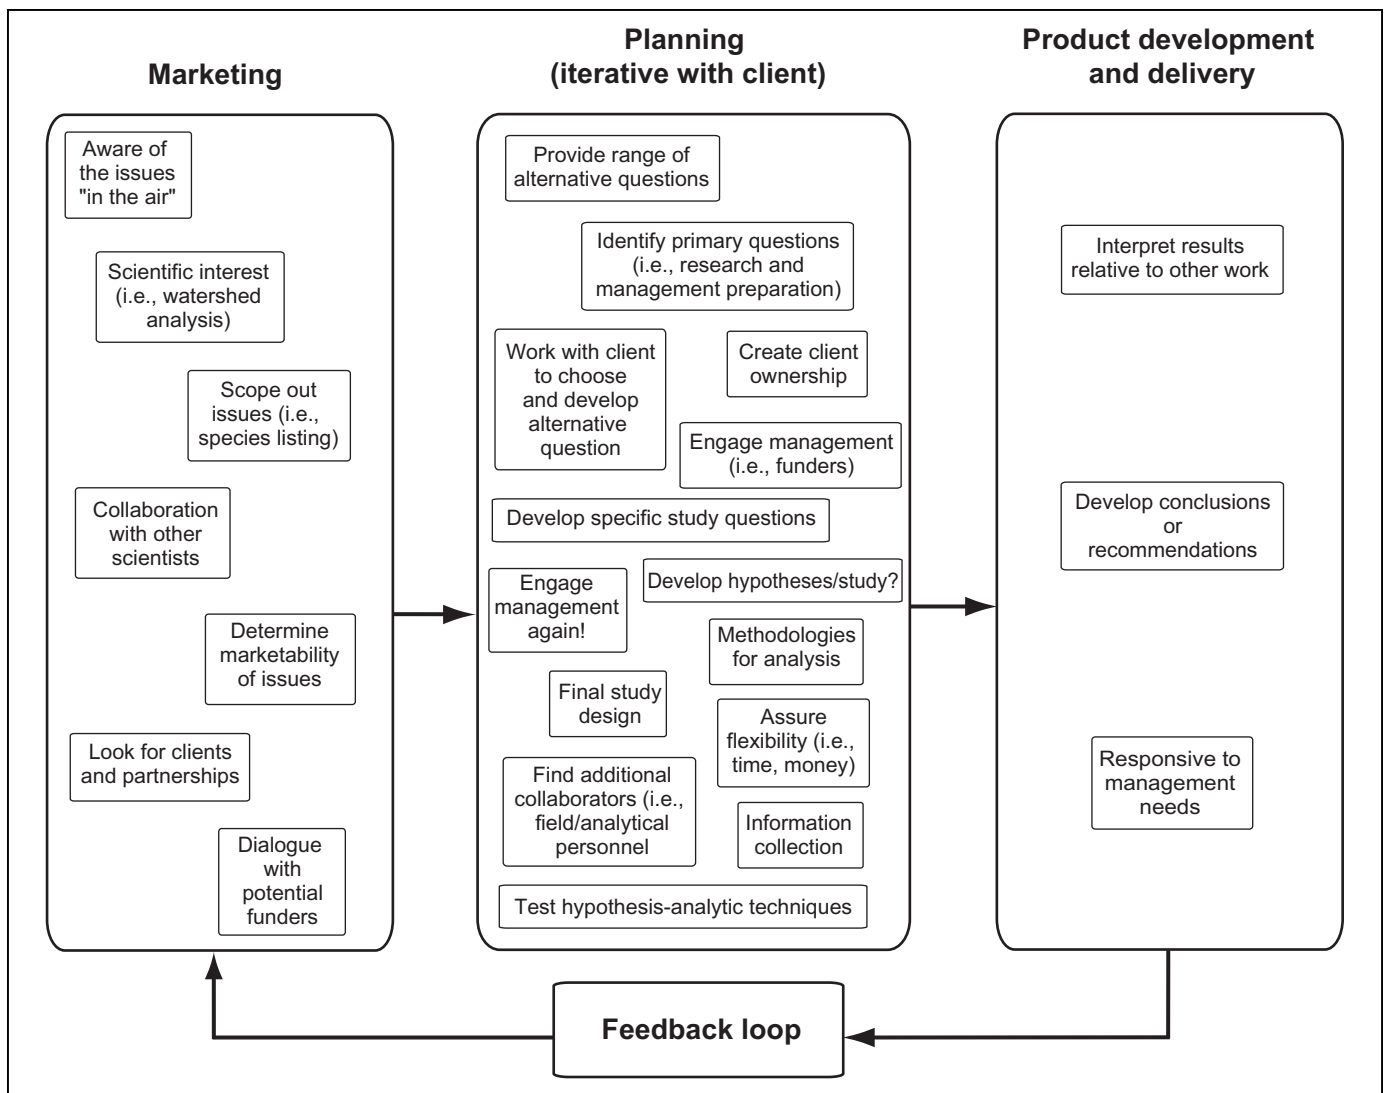 Marketing
Aware of
the issues
"in the air"
Scientific interest
(i.e., watershed
analysis)
Scope out
issues (i.e.,
species listing)
Collaboration
with other
scientists
Determine
marketability
of issues
Look for clients
and partnerships
Dialogue
with
potential
funders
Planning
(iterative with client)
Provide range of
alternative questions
Identify primary questions
(i.e., research and
management preparation)
Work with client
to choose
and develop
alternative
question
Create client
ownership
Engage management
(i.e., funders)
Develop specific study questions
Engage
management
again!
Develop hypotheses/study?
Methodologies
for analysis
Final study
design
Assure
flexibility (i.e.,
time, money)
Find additional
collaborators (i.e.,
field/analytical
personnel
Information
collection
Test hypothesis-analytic techniques
Product development
and delivery
Interpret results
relative to other work
Develop conclusions
or
recommendations
Responsive to
management
needs
Feedback loop